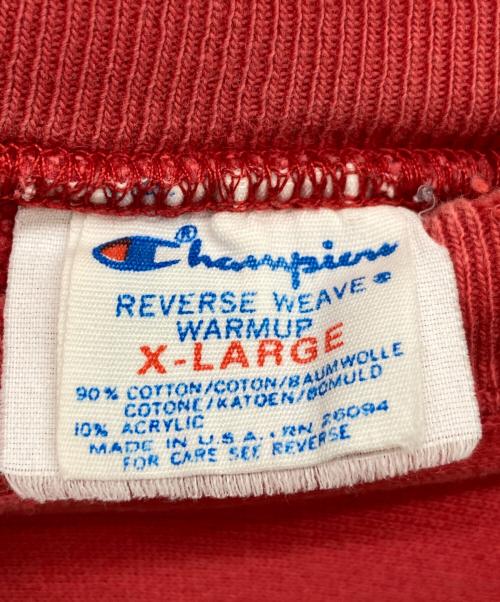 Champion®
REVERSE WEAVE®
WARMUP
X-LARGE
90% COTTON/COTON/BAUMWOLLE
COTONE/KATOEN/BOMULD
10% ACRYLIC
MADE IN U.S.A. · RN 26094
FOR CARE SEE REVERSE